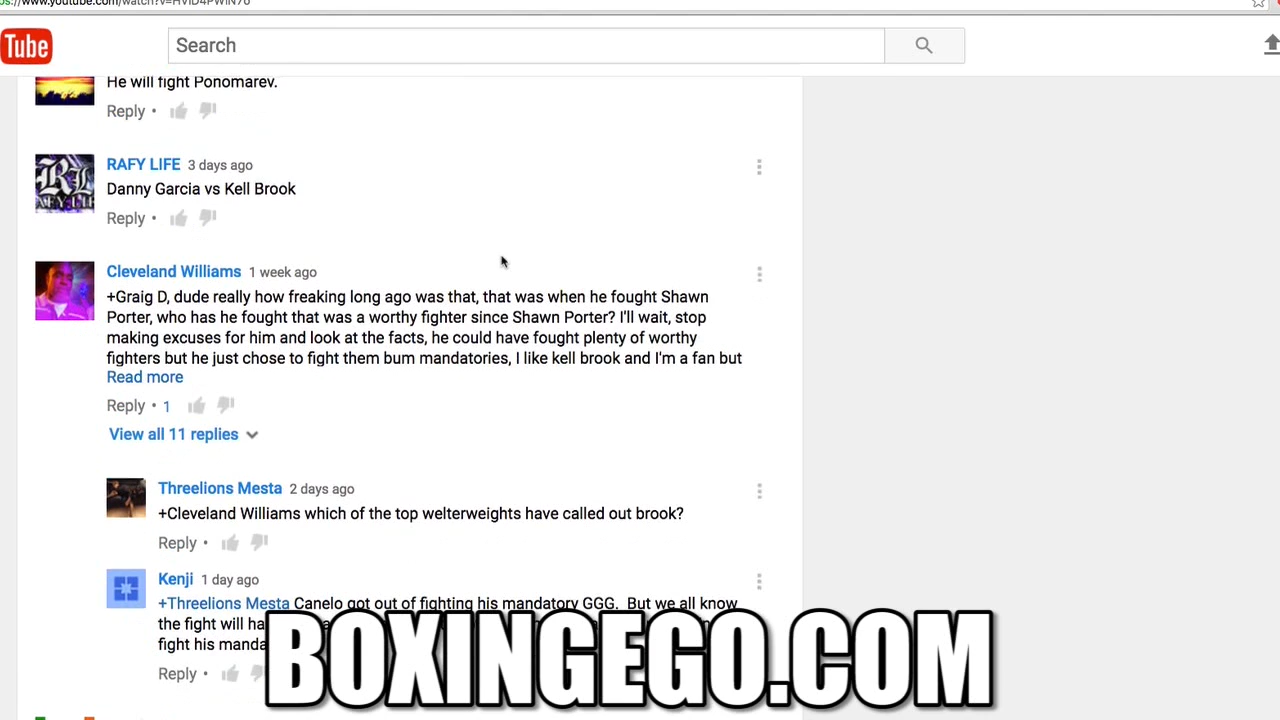 Tube
Search
He will fight Ponomarev.
Reply •
RAFY LIFE 3 days ago
Danny Garcia vs Kell Brook
Reply •
Cleveland Williams 1 week ago
+Graig D, dude really how freaking long ago was that, that was when he fought Shawn
Porter, who has he fought that was a worthy fighter since Shawn Porter? I'll wait, stop
making excuses for him and look at the facts, he could have fought plenty of worthy
fighters but he just chose to fight them bum mandatories, I like kell brook and I'm a fan but
Read more
Reply • 1
View all 11 replies
Threelions Mesta 2 days ago
+Cleveland Williams which of the top welterweights have called out brook?
Reply •
Kenji 1 day ago
+Threelions Mesta Canelo got out of fighting his mandatory GGG. But we all know
the fight will
fight his
Reply •
BOXINGEGO.COM